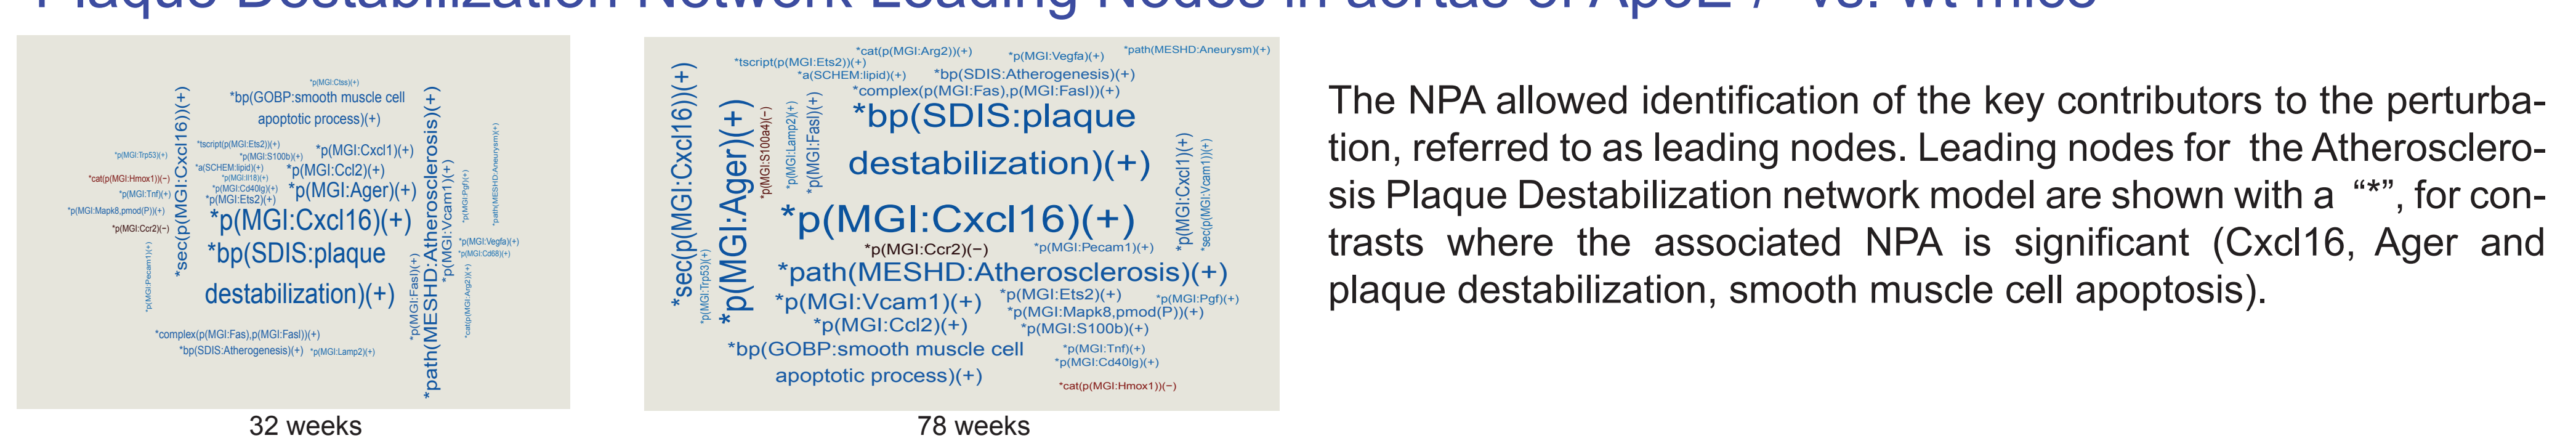 Plaque Destabilization Network Leading Nodes in aortas of ApoE-/- vs. wt mice
*p(MGI:Ctss)(+)
*bp(GOBP:smooth muscle cell
apoptotic process)(+)
*sec(p(MGI:Cxcl16))(+)
*tscript(p(MGI:Ets2))(+)
*p(MGI:Cxcl1)(+)
*p(MGI:S100b)(+)
*p(MGI:Trp53)(+)
*a(SCHEM:lipid)(+)
*p(MGI:Ccl2)(+)
*cat(p(MGI:Hmox1))(−)
*p(MGI:Il18)(+)
*p(MGI:Cd40lg)(+)
*p(MGI:Ager)(+)
*p(MGI:Tnf)(+)
*p(MGI:Ets2)(+)
*p(MGI:Mapk8,pmod(P))(+)
*p(MGI:Cxcl16)(+)
*p(MGI:Ccr2)(−)
*bp(SDIS:plaque
destabilization)(+)
*p(MGI:Pecam1)(+)
*path(MESHD:Atherosclerosis)(+)
*p(MGI:Vcam1)(+)
*p(MGI:Fasl)(+)
*p(MGI:Pgf)(+)
*path(MESHD:Aneurysm)(+)
*p(MGI:Vegfa)(+)
*p(MGI:Cd68)(+)
*cat(p(MGI:Arg2))(+)
*complex(p(MGI:Fas),p(MGI:Fasl))(+)
*bp(SDIS:Atherogenesis)(+)
*p(MGI:Lamp2)(+)
32 weeks
*cat(p(MGI:Arg2))(+)
*p(MGI:Vegfa)(+)
*path(MESHD:Aneurysm)(+)
*tscript(p(MGI:Ets2))(+)
*a(SCHEM:lipid)(+)
*bp(SDIS:Atherogenesis)(+)
*complex(p(MGI:Fas),p(MGI:Fasl))(+)
*sec(p(MGI:Cxcl16))(+)
*p(MGI:Trp53)(+)
*p(MGI:Ager)(+)
*p(MGI:S100a4)(−)
*p(MGI:Lamp2)(+)
*p(MGI:Fasl)(+)
*bp(SDIS:plaque
destabilization)(+)
*p(MGI:Cxcl1)(+)
*sec(p(MGI:Vcam1))(+)
*p(MGI:Cxcl16)(+)
*p(MGI:Ccr2)(−)
*p(MGI:Pecam1)(+)
*path(MESHD:Atherosclerosis)(+)
*p(MGI:Vcam1)(+)
*p(MGI:Ets2)(+)
*p(MGI:Pgf)(+)
*p(MGI:Mapk8,pmod(P))(+)
*p(MGI:Ccl2)(+)
*p(MGI:S100b)(+)
*bp(GOBP:smooth muscle cell
apoptotic process)(+)
*p(MGI:Tnf)(+)
*p(MGI:Cd40lg)(+)
*cat(p(MGI:Hmox1))(−)
78 weeks
The NPA allowed identification of the key contributors to the perturba-
tion, referred to as leading nodes. Leading nodes for the Atherosclero-
sis Plaque Destabilization network model are shown with a “*”, for con-
trasts where the associated NPA is significant (Cxcl16, Ager and
plaque destabilization, smooth muscle cell apoptosis).